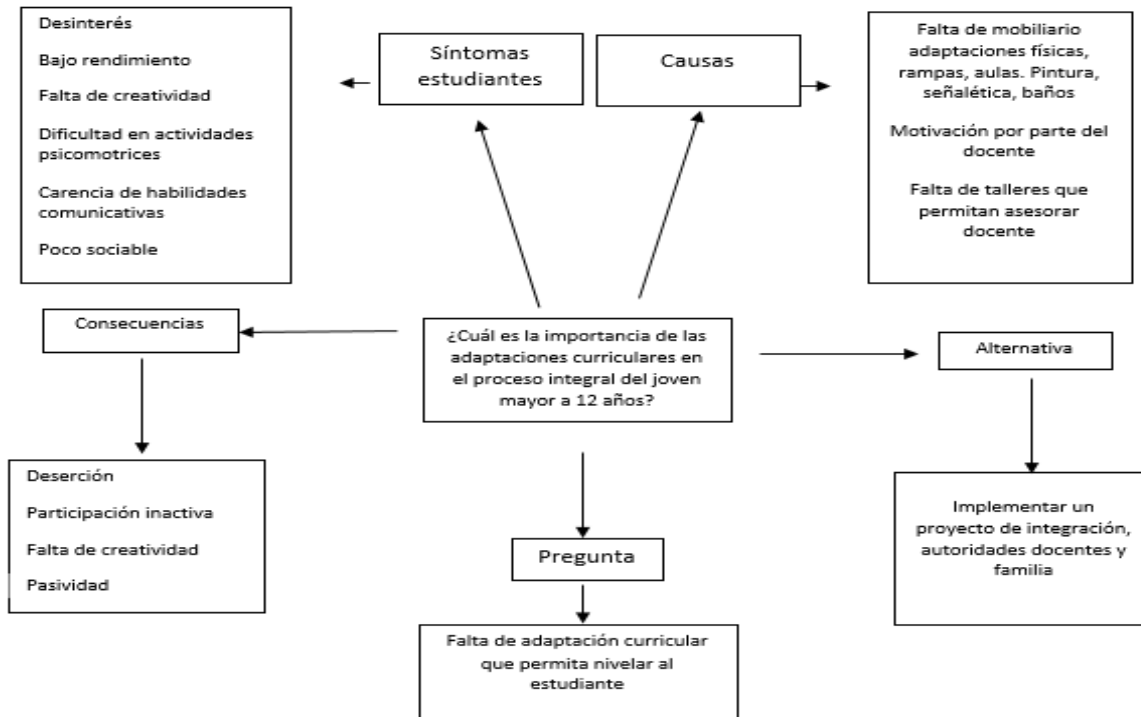 Desinterés
Bajo rendimiento
Falta de creatividad
Dificultad en actividades
psicomotrices
Carencia de habilidades
comunicativas
Poco sociable
Síntomas
estudiantes
Causas
Falta de mobiliario
adaptaciones físicas,
rampas, aulas. Pintura,
señalética, baños
Motivación por parte del
docente
Falta de talleres que
permitan asesorar
docente
Consecuencias
¿Cuál es la importancia de las
adaptaciones curriculares en
el proceso integral del joven
mayor a 12 años?
Alternativa
Deserción
Participación inactiva
Falta de creatividad
Pasividad
Pregunta
Implementar un
proyecto de integración,
autoridades docentes y
familia
Falta de adaptación curricular
que permita nivelar al
estudiante